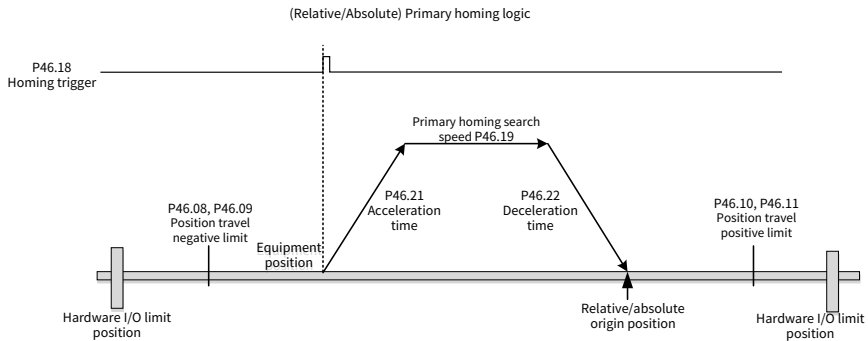 (Relative/Absolute) Primary homing logic
P46.18
Homing trigger
Primary homing search
speed P46.19
P46.21
Acceleration
time
P46.22
Deceleration
time
P46.08, P46.09
Position travel
negative limit
P46.10, P46.11
Position travel
positive limit
Equipment
position
Hardware I/O limit
position
Relative/absolute
origin position
Hardware I/O limit
position